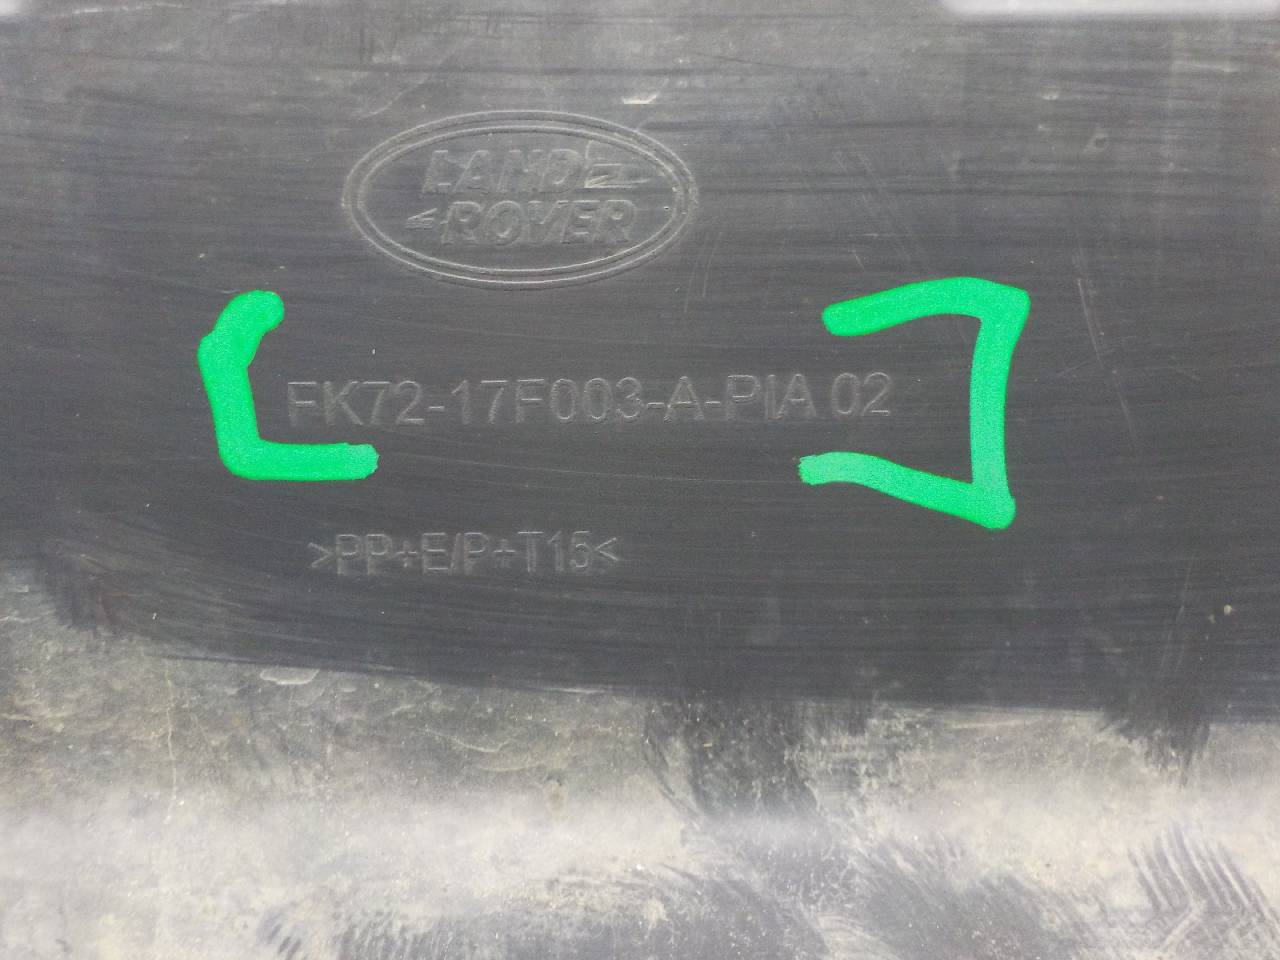 LAND
ROVER
FK72-17F003-A-PIA 02
>PP+E/P+T15<